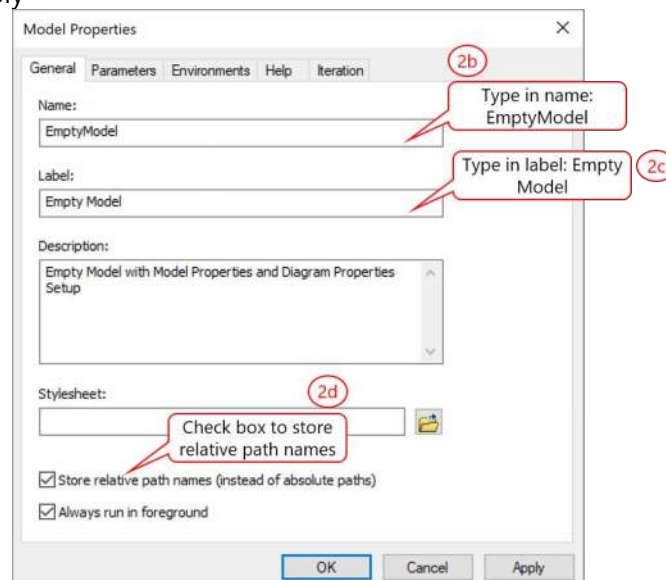 Model Properties
General Parameters Environments Help Iteration
2b
Name:
Type in name:
EmptyModel
EmptyModel
Label:
Type in label: Empty
Model
2c
Empty Model
Description:
Empty Model with Model Properties and Diagram Properties
Setup
Stylesheet:
2d
Check box to store
relative path names
Store relative path names (instead of absolute paths)
Always run in foreground
OK Cancel Apply